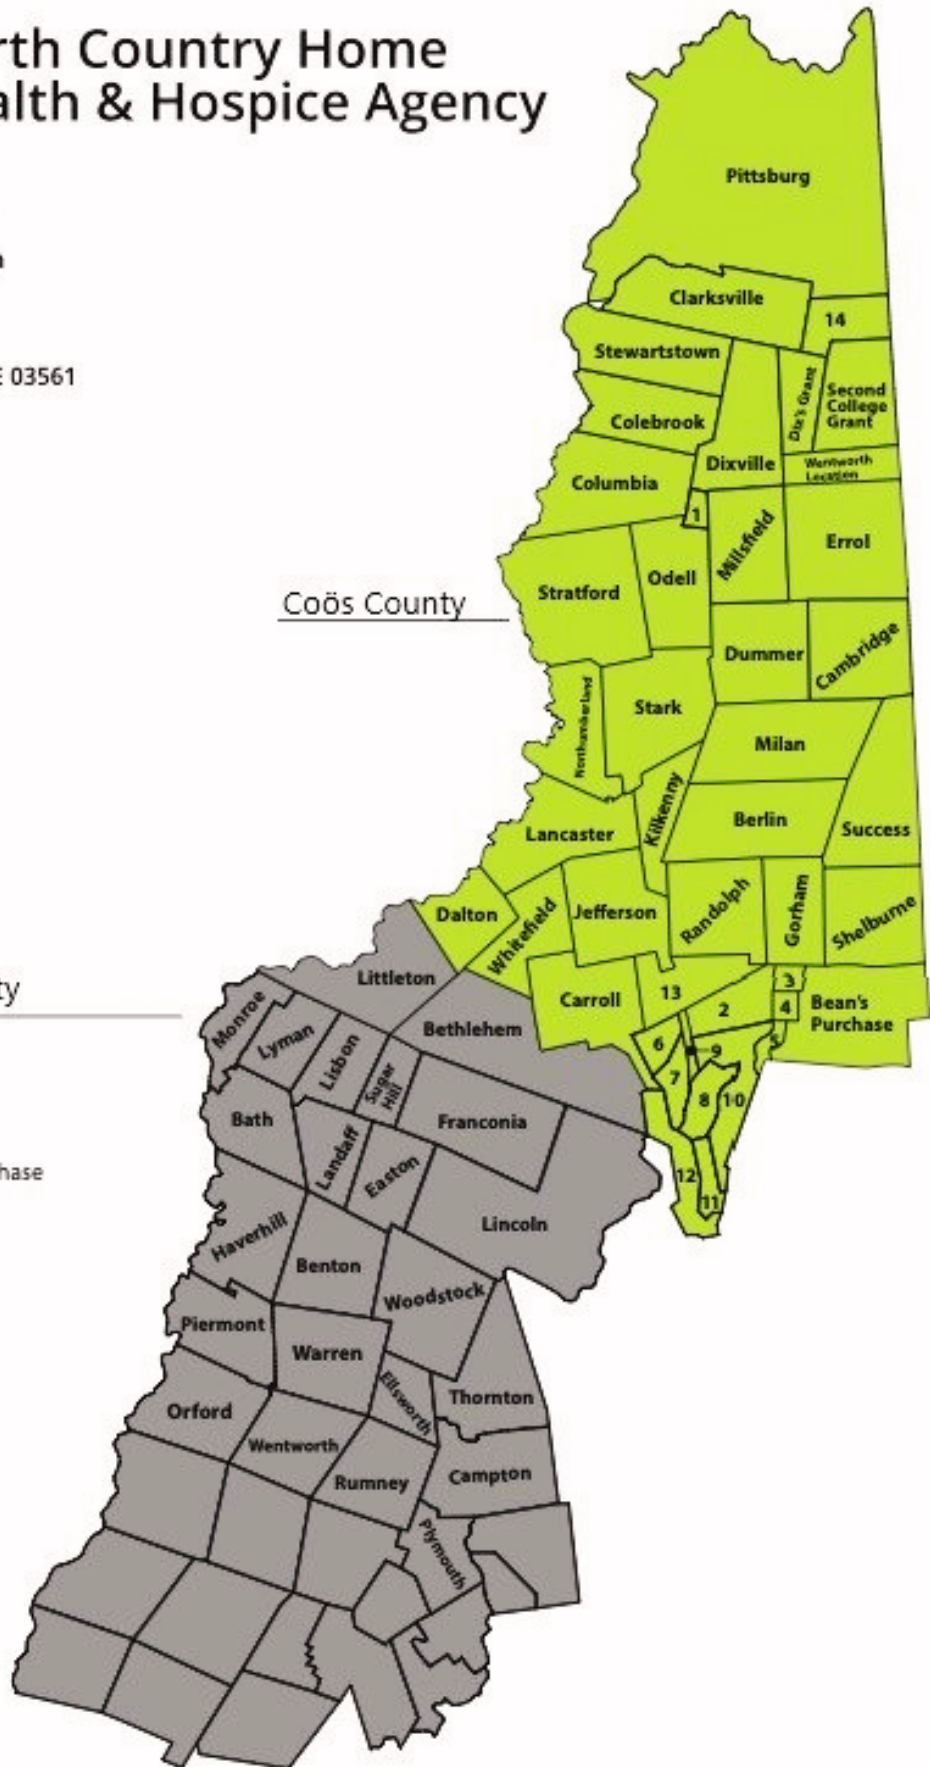 rth Country Home
alth & Hospice Agency
03561
Pittsburg
Clarksville
14
Stewartstown
Dix's Grant
Second
College
Grant
Colebrook
Dixville
Wentworth
Location
Columbia
1
Millsfield
Errol
Odell
Stratford
Coös County
Dummer
Cambridge
Northumberland
Stark
Milan
Kilkenny
Berlin
Lancaster
Success
Dalton
Whitefield
Jefferson
Randolph
Gorham
Shelburne
Littleton
Carroll
13
3
2
4
Bean's
Purchase
ty
Monroe
Lyman
Lisbon
Bethlehem
6
9
5
Sugar
Hill
7
8
10
Bath
Franconia
Landaff
Easton
hase
12
11
Haverhill
Lincoln
Benton
Woodstock
Piermont
Warren
Ellsworth
Thornton
Orford
Wentworth
Rumney
Campton
Plymouth